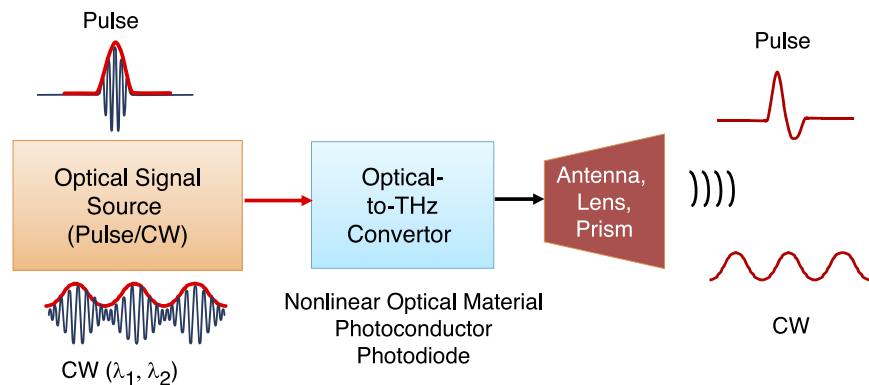 Pulse
Pulse
Optical Signal
Source
(Pulse/CW)
Optical-
to-THz
Convertor
Antenna,
Lens,
Prism
Nonlinear Optical Material
Photoconductor
Photodiode
CW (λ₁, λ₂)
CW